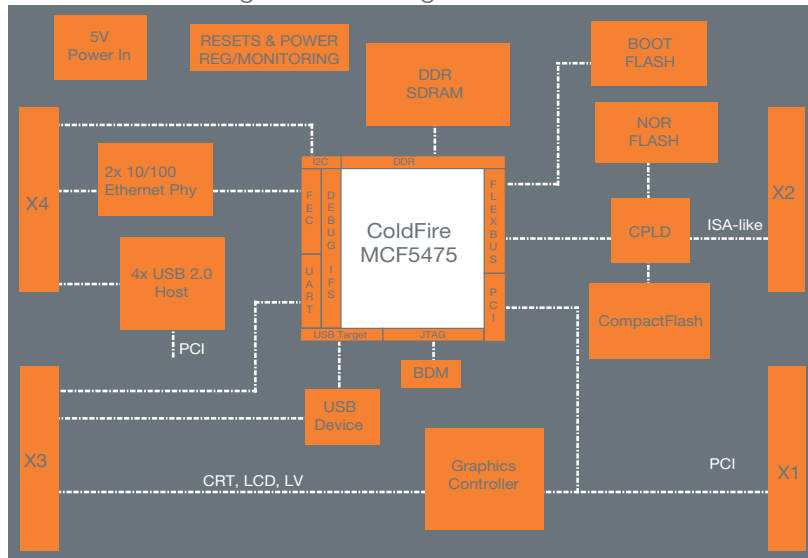 5V
Power In
RESETS & POWER
REG/MONITORING
DDR
SDRAM
BOOT
FLASH
NOR
FLASH
X4
2x 10/100
Ethernet Phy
I2C
DDR
FEC
DEBUG IFS
UART
ColdFire
MCF5475
FLEXBUS
PCI
CPLD
ISA-like
X2
4x USB 2.0
Host
PCI
CompactFlash
USB Target
JTAG
BDM
USB
Device
X3
CRT, LCD, LV
Graphics
Controller
PCI
X1